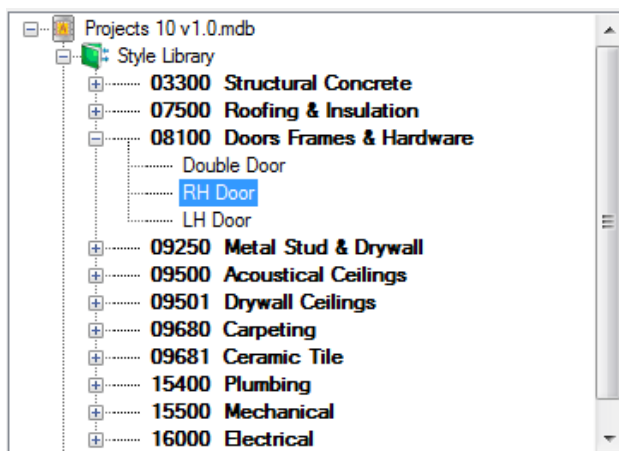 Projects 10 v1.0.mdb
Style Library
03300 Structural Concrete
07500 Roofing & Insulation
08100 Doors Frames & Hardware
Double Door
RH Door
LH Door
09250 Metal Stud & Drywall
09500 Acoustical Ceilings
09501 Drywall Ceilings
09680 Carpeting
09681 Ceramic Tile
15400 Plumbing
15500 Mechanical
16000 Electrical